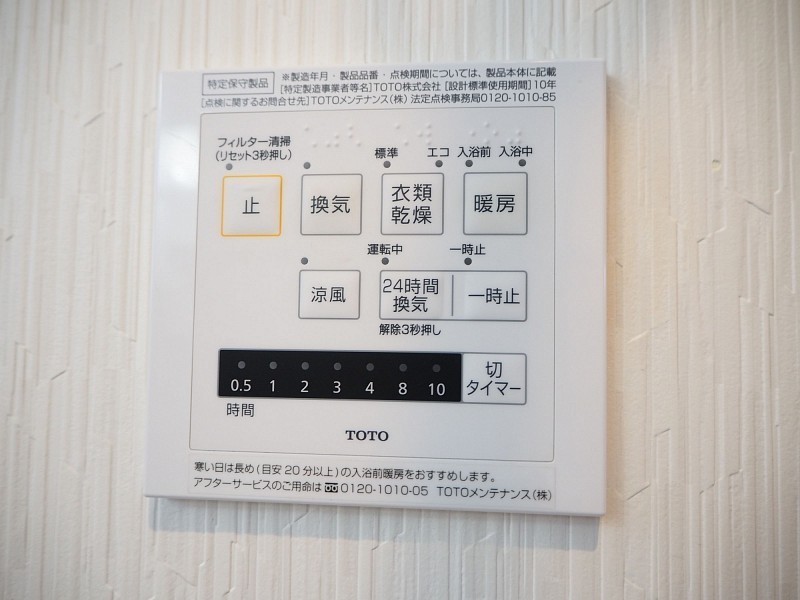 特定保守製品
※製造年月・製品品番・点検期間については、製品本体に記載
[特定製造事業者等名]TOTO株式会社 [設計標準使用期間]10年
[点検に関するお問合せ先]TOTOメンテナンス(株) 法定点検事務局0120-1010-85
フィルター清掃
(リセット3秒押し)
標準 エコ 入浴前 入浴中
止 換気 衣類 暖房
乾燥
運転中 一時止
涼風 24時間 一時止
換気
解除3秒押し
0.5 1 2 3 4 8 10 切
タイマー
時間
TOTO
寒い日は長め(目安20分以上)の入浴前暖房をおすすめします。
アフターサービスのご用命は 0120-1010-05 TOTOメンテナンス(株)